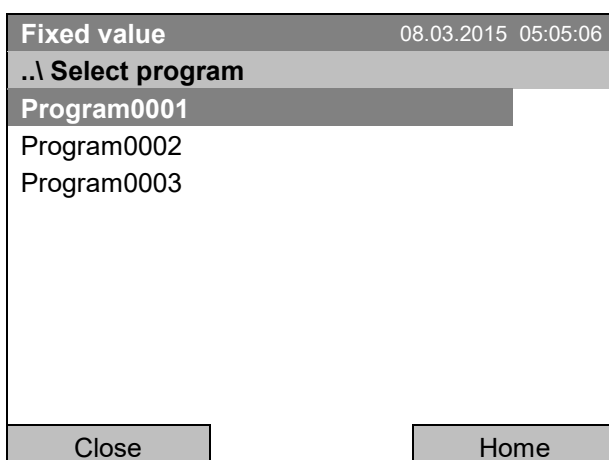 Fixed value 08.03.2015 05:05:06
..\ Select program
Program0001
Program0002
Program0003
Close Home